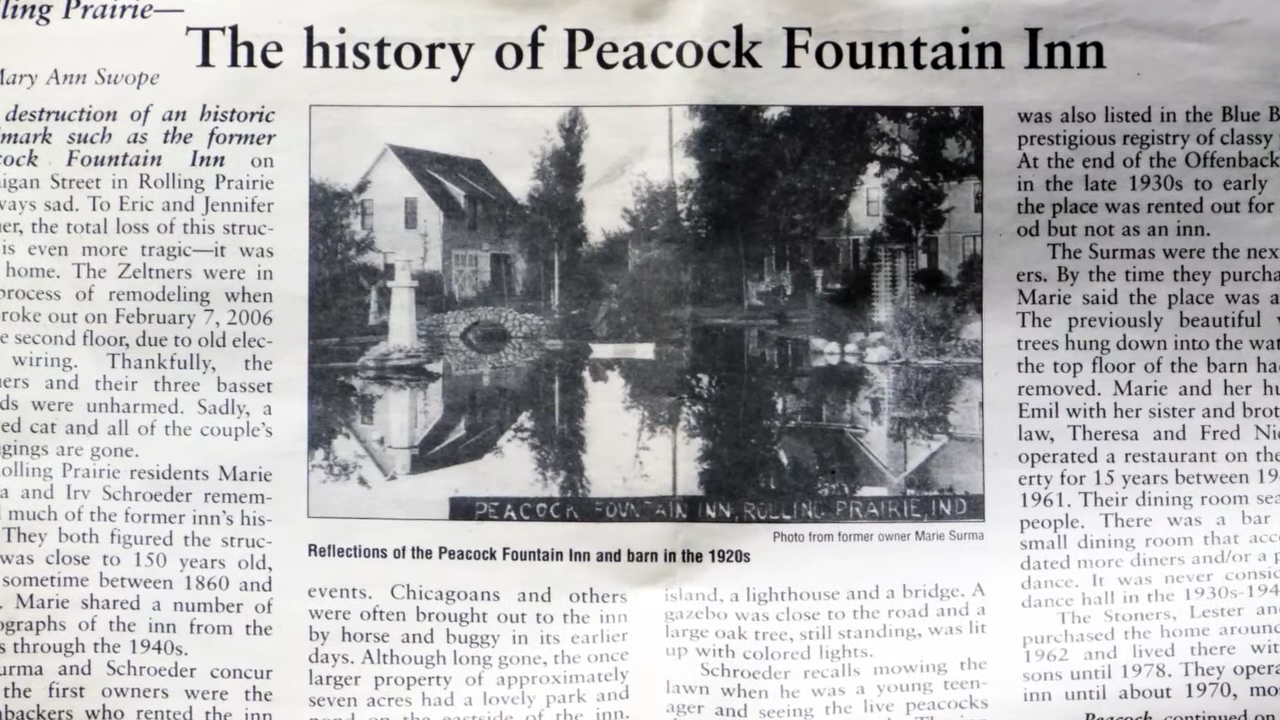 ling Prairie—
The history of Peacock Fountain Inn
Mary Ann Swope
destruction of an historic
mark such as the former
cock Fountain Inn on
igan Street in Rolling Prairie
ways sad. To Eric and Jennifer
er, the total loss of this struc-
is even more tragic—it was
home. The Zeltners were in
process of remodeling when
roke out on February 7, 2006
e second floor, due to old elec-
wiring. Thankfully, the
ers and their three basset
ds were unharmed. Sadly, a
ed cat and all of the couple's
gings are gone.
olling Prairie residents Marie
a and Irv Schroeder remem-
much of the former inn's his-
They both figured the struc-
was close to 150 years old,
sometime between 1860 and
. Marie shared a number of
ographs of the inn from the
s through the 1940s.
urma and Schroeder concur
the first owners were the
nbackers who rented the inn
PEACOCK FOUNTAIN INN, ROLLING PRAIRIE, IND
Photo from former owner Marie Surma
Reflections of the Peacock Fountain Inn and barn in the 1920s
events. Chicagoans and others
were often brought out to the inn
by horse and buggy in its earlier
days. Although long gone, the once
larger property of approximately
seven acres had a lovely park and
pond on the eastside of the inn.
island, a lighthouse and a bridge. A
gazebo was close to the road and a
large oak tree, still standing, was lit
up with colored lights.
Schroeder recalls mowing the
lawn when he was a young teen-
ager and seeing the live peacocks
was also listed in the Blue B
prestigious registry of classy
At the end of the Offenback
in the late 1930s to early
the place was rented out for
od but not as an inn.
The Surmas were the nex
ers. By the time they purcha
Marie said the place was a
The previously beautiful
trees hung down into the wat
the top floor of the barn ha
removed. Marie and her hu
Emil with her sister and brot
law, Theresa and Fred Nie
operated a restaurant on the
erty for 15 years between 19
1961. Their dining room sea
people. There was a bar
small dining room that acc
dated more diners and/or a p
dance. It was never consid
dance hall in the 1930s-194
The Stoners, Lester an
purchased the home around
1962 and lived there wit
sons until 1978. They opera
inn until about 1970, mo
Peacock, continued on